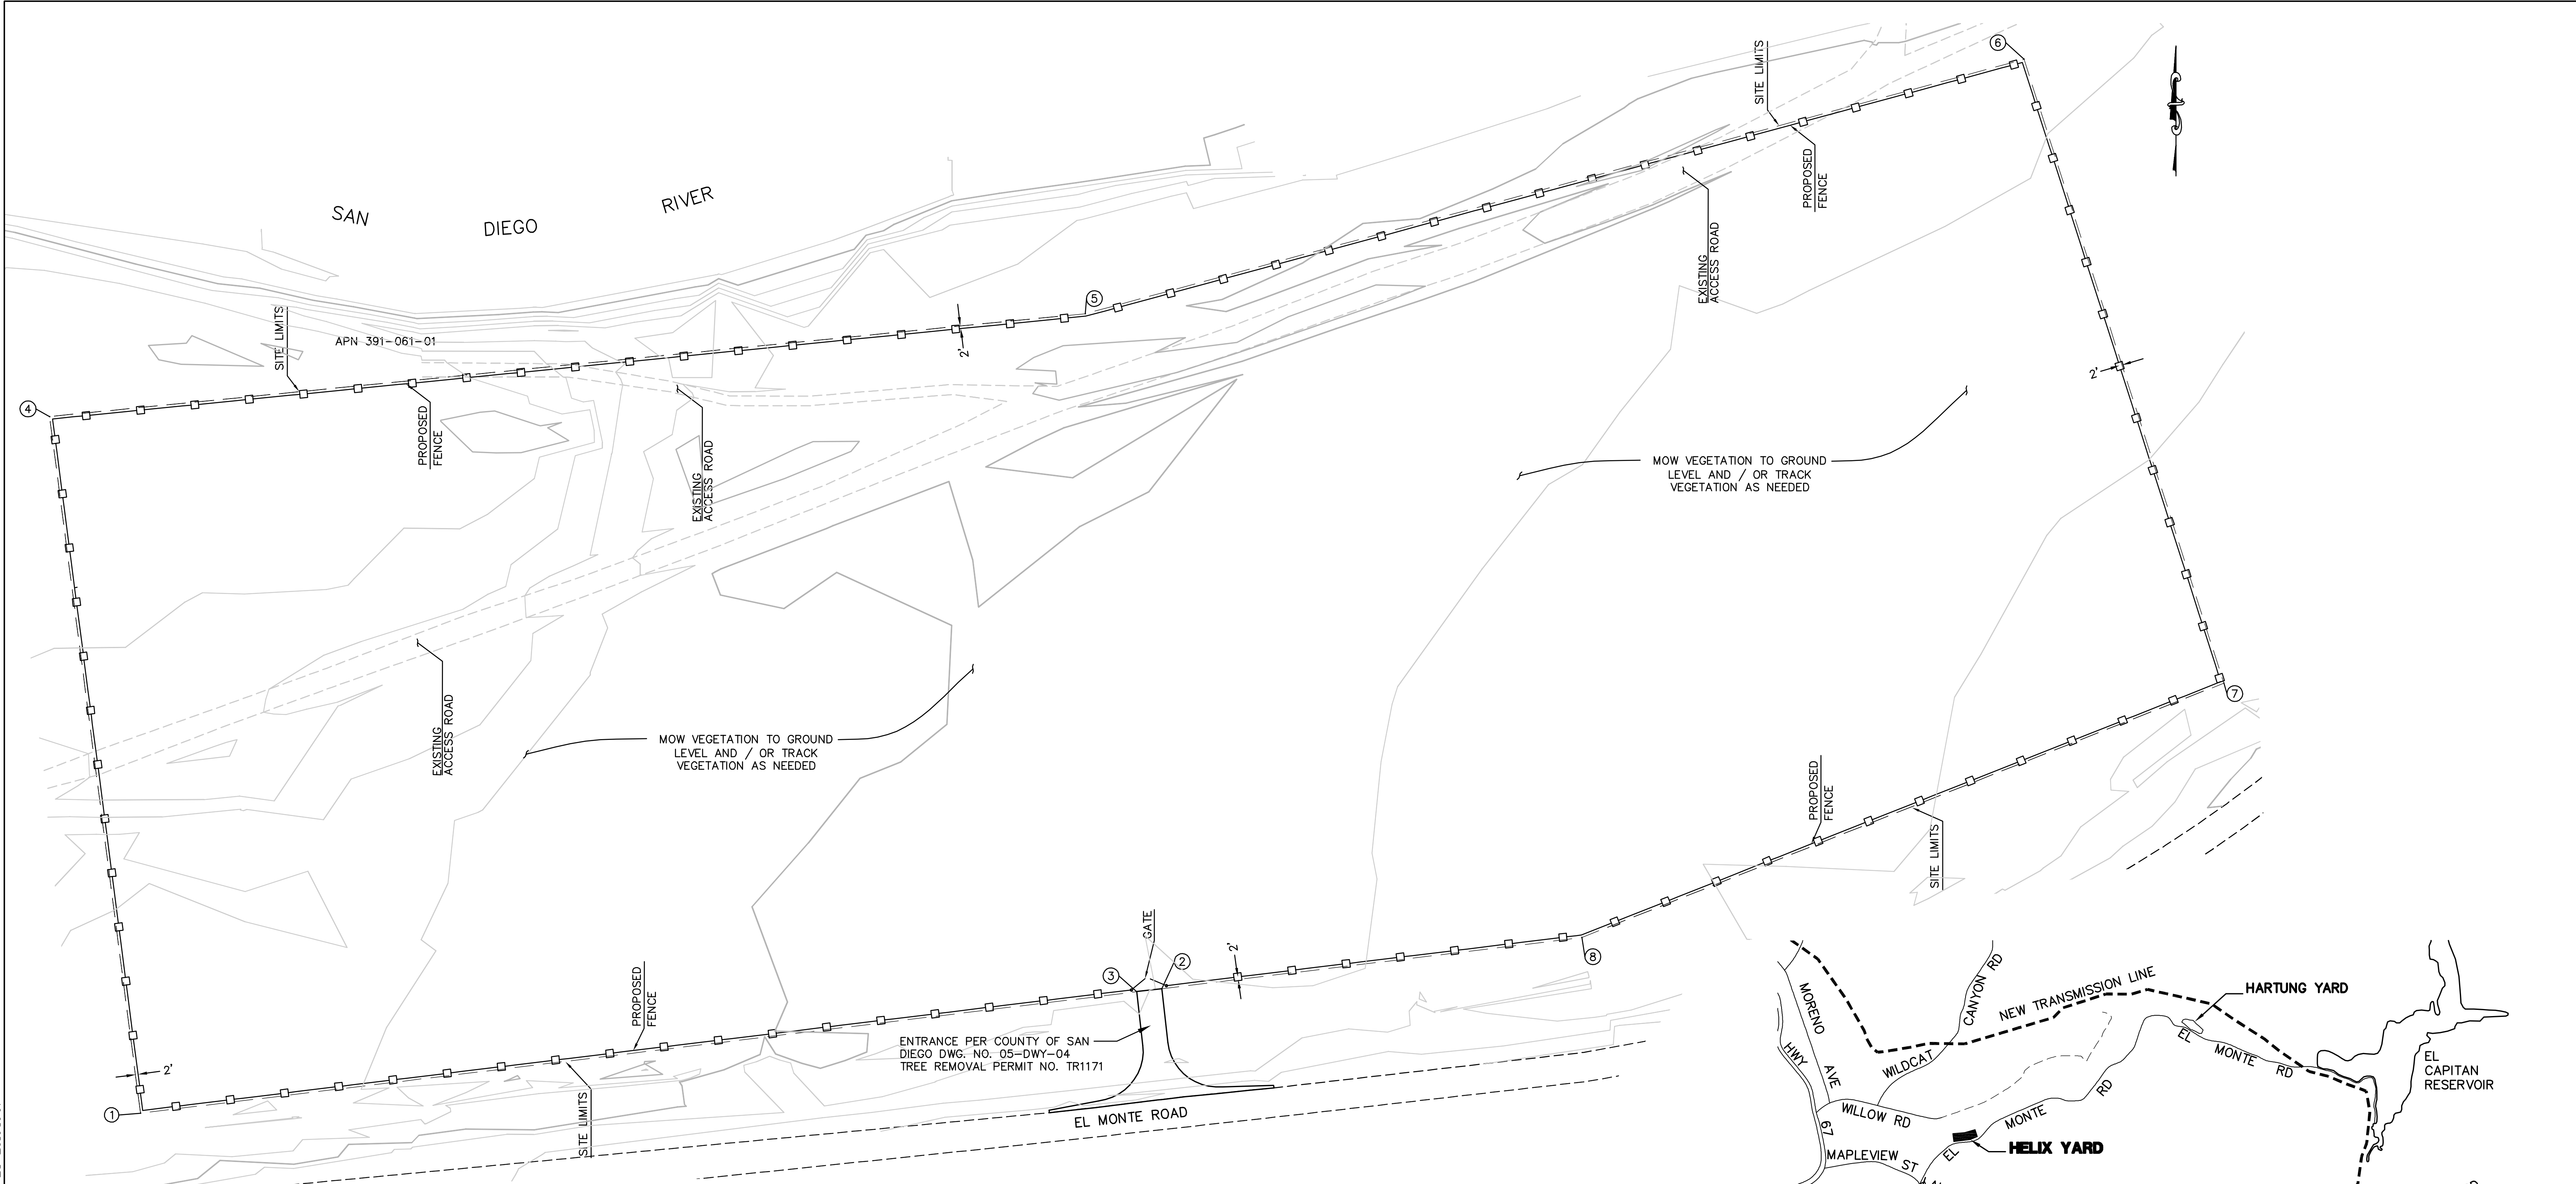 6
SITE LIMITS
PROPOSED
FENCE
SAN
DIEGO
RIVER
EXISTING
ACCESS ROAD
5
SITE LIMITS
APN 391-061-01
2'
2'
4
PROPOSED
FENCE
EXISTING
ACCESS ROAD
MOW VEGETATION TO GROUND
LEVEL AND / OR TRACK
VEGETATION AS NEEDED
7
EXISTING
ACCESS ROAD
MOW VEGETATION TO GROUND
LEVEL AND / OR TRACK
VEGETATION AS NEEDED
PROPOSED
FENCE
SITE LIMITS
GATE
2'
3
2
8
PROPOSED
FENCE
ENTRANCE PER COUNTY OF SAN
DIEGO DWG. NO. 05-DWY-04
TREE REMOVAL PERMIT NO. TR1171
2'
1
SITE LIMITS
EL MONTE ROAD
MORENO AVE
CANYON RD
WILDCAT
NEW TRANSMISSION LINE
HARTUNG YARD
EL MONTE RD
EL
CAPITAN
RESERVOIR
HWY 67
WILLOW RD
EL MONTE RD
HELIX YARD
MAPLEVIEW ST